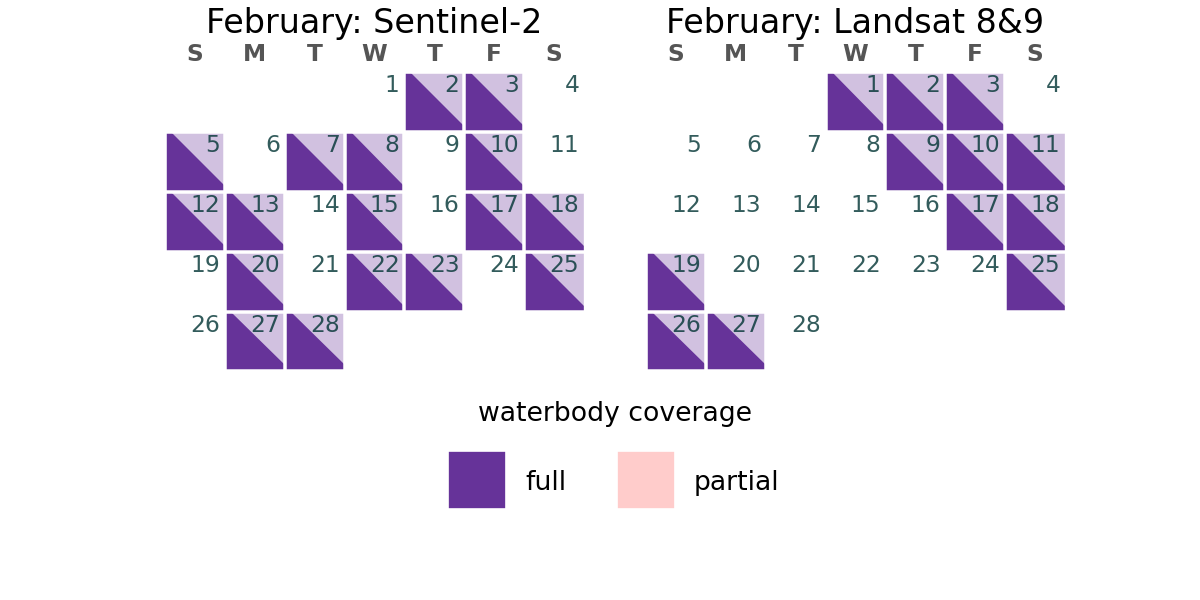 February: Sentinel-2
S M T W T F S
1 2 3 4
5 6 7 8 9 10 11
12 13 14 15 16 17 18
19 20 21 22 23 24 25
26 27 28
February: Landsat 8&9
S M T W T F S
1 2 3 4
5 6 7 8 9 10 11
12 13 14 15 16 17 18
19 20 21 22 23 24 25
26 27 28
waterbody coverage
full partial